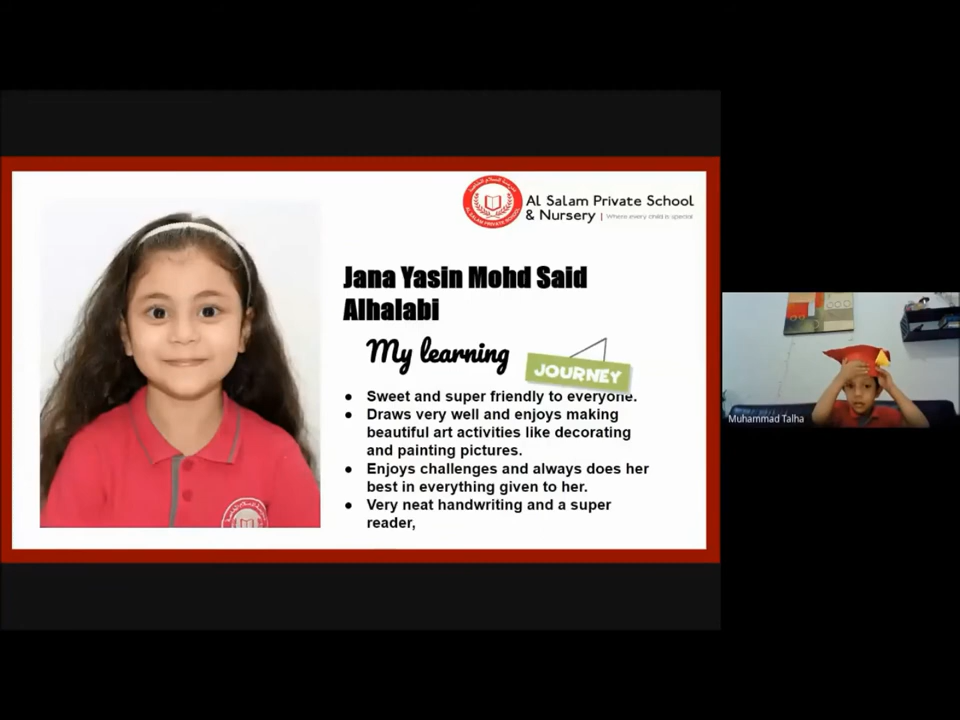 Al Salam Private School
& Nursery | Where every child is special
Jana Yasin Mohd Said
Alhalabi
My learning
JOURNEY
● Sweet and super friendly to everyone.
● Draws very well and enjoys making
beautiful art activities like decorating
and painting pictures.
● Enjoys challenges and always does her
best in everything given to her.
● Very neat handwriting and a super
reader,
Muhammad Talha